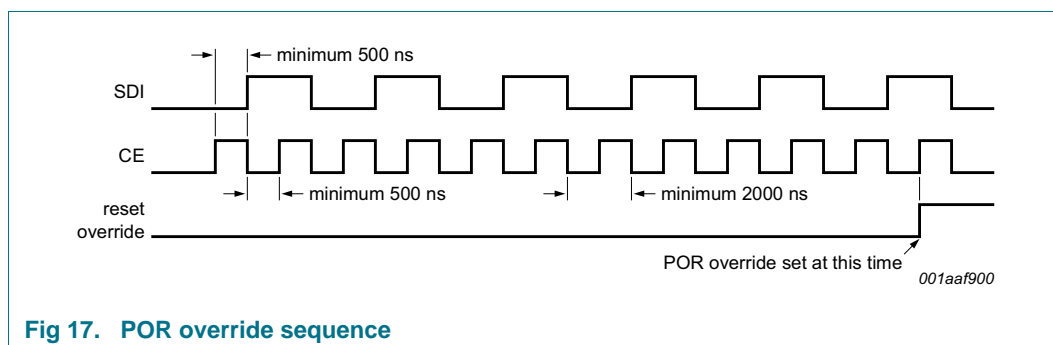 minimum 500 ns
SDI
CE
minimum 500 ns
minimum 2000 ns
reset
override
POR override set at this time
001aaf900
Fig 17. POR override sequence